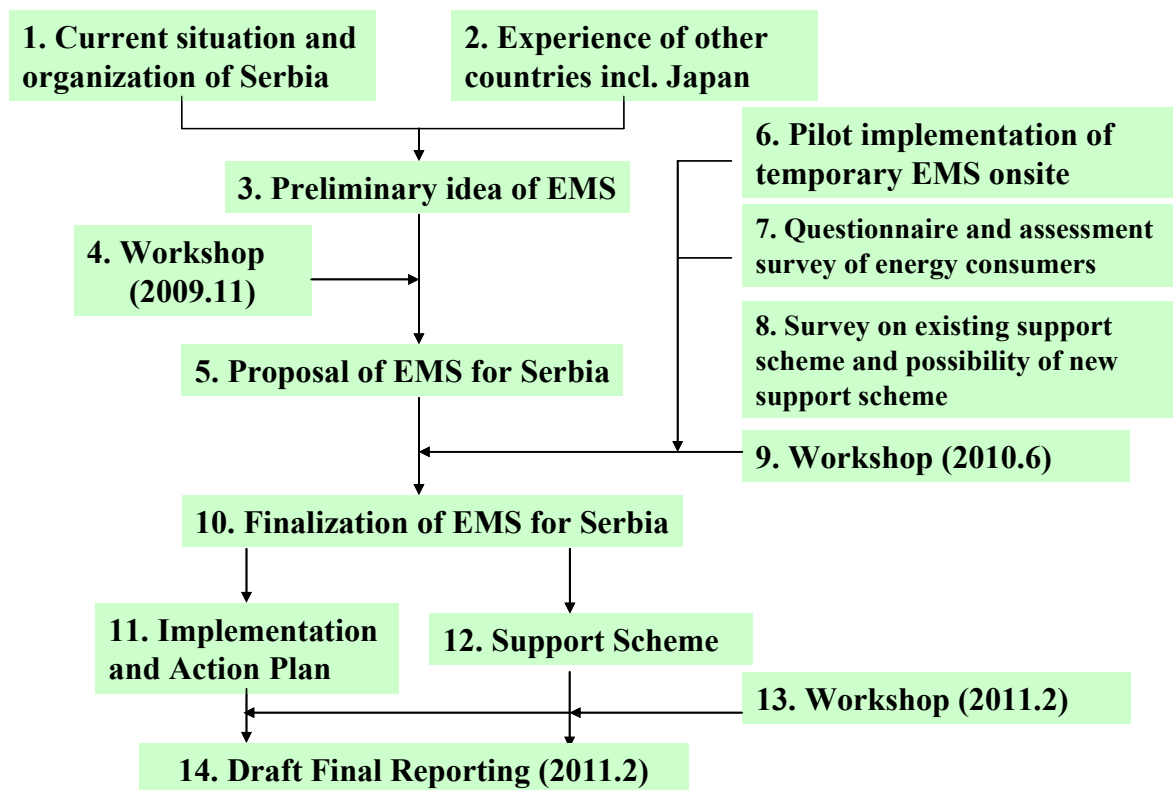 1. Current situation and
organization of Serbia
2. Experience of other
countries incl. Japan
3. Preliminary idea of EMS
4. Workshop
(2009.11)
5. Proposal of EMS for Serbia
6. Pilot implementation of
temporary EMS onsite
7. Questionnaire and assessment
survey of energy consumers
8. Survey on existing support
scheme and possibility of new
support scheme
9. Workshop (2010.6)
10. Finalization of EMS for Serbia
11. Implementation
and Action Plan
12. Support Scheme
13. Workshop (2011.2)
14. Draft Final Reporting (2011.2)